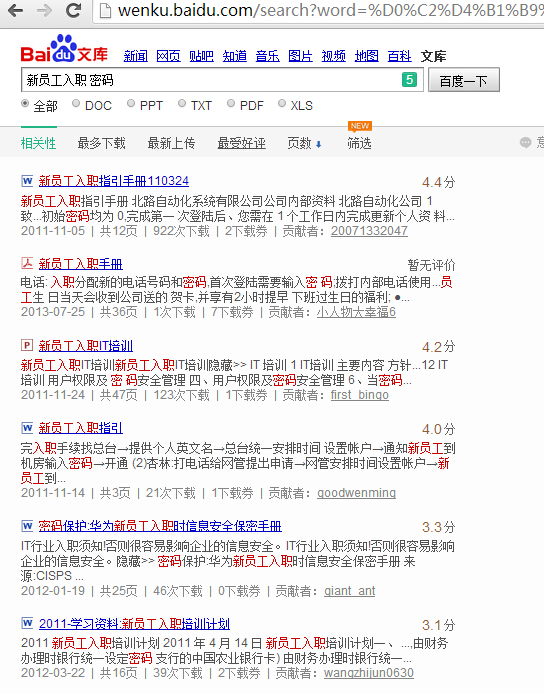 wenku.baidu.com/search?word=%D0%C2%D4%B1%B9%
Bai du 文库
新闻 网页 贴吧 知道 音乐 图片 视频 地图 百科 文库
新员工入职 密码 5 百度一下
全部 DOC PPT TXT PDF XLS
NEW
相关性 最多下载 最新上传 最受好评 页数 筛选 意
新员工入职指引手册110324 4.4分
新员工入职指引手册 北路自动化系统有限公司公司内部资料 北路自动化公司 1
致...初始密码均为 0,完成第一 次登陆后、您需在 1 个工作日内完成更新个人资 料...
2011-11-05 | 共12页 | 922次下载 | 2下载券 | 贡献者: 20071332047
新员工入职手册 暂无评价
电话: 入职分配新的电话号码和密码,首次登陆需要输入密 码;拔打内部电话使用...员
工生 日当天会收到公司送的 贺卡,并享有2小时提早 下班过生日的福利; ●...
2013-07-25 | 共36页 | 1次下载 | 7下载券 | 贡献者: 小人物大幸福6
新员工入职IT培训 4.2分
新员工入职IT培训新员工入职IT培训隐藏>> IT 培训 1 IT培训 主要内容 方针...12 IT
培训 用户权限及 密 码安全管理 四、用户权限及密码安全管理 6、当密码...
2011-11-24 | 共47页 | 123次下载 | 1下载券 | 贡献者: first_bingo
新员工入职指引 4.0分
完入职手续找总台→提供个人英文名→总台统一安排时间 设置帐户→通知新员工到
机房输入密码→开通 (2)杏林:打电话给网管提出申请→网管安排时间设置帐户→新
员工到...
2011-11-14 | 共3页 | 21次下载 | 1下载券 | 贡献者: goodwenming
密码保护:华为新员工入职时信息安全保密手册 3.3分
IT行业入职须知!否则很容易影响企业的信息安全。IT行业入职须知!否则很容易影响
企业的信息安全。隐藏>> 密码保护:华为新员工入职时信息安全保密手册 来
源:CISPS ...
2012-01-19 | 共25页 | 46次下载 | 0下载券 | 贡献者: qiant_ant
2011-学习资料:新员工入职培训计划 3.1分
2011 新员工入职培训计划 2011 年 4 月 14 日 新员工入职培训计划一、 ...,由财务
办理时银行统一设定密码 支行的中国农业银行卡) 由财务办理时银行统一...
2012-03-22 | 共16页 | 39次下载 | 2下载券 | 贡献者: wangzhijun0630